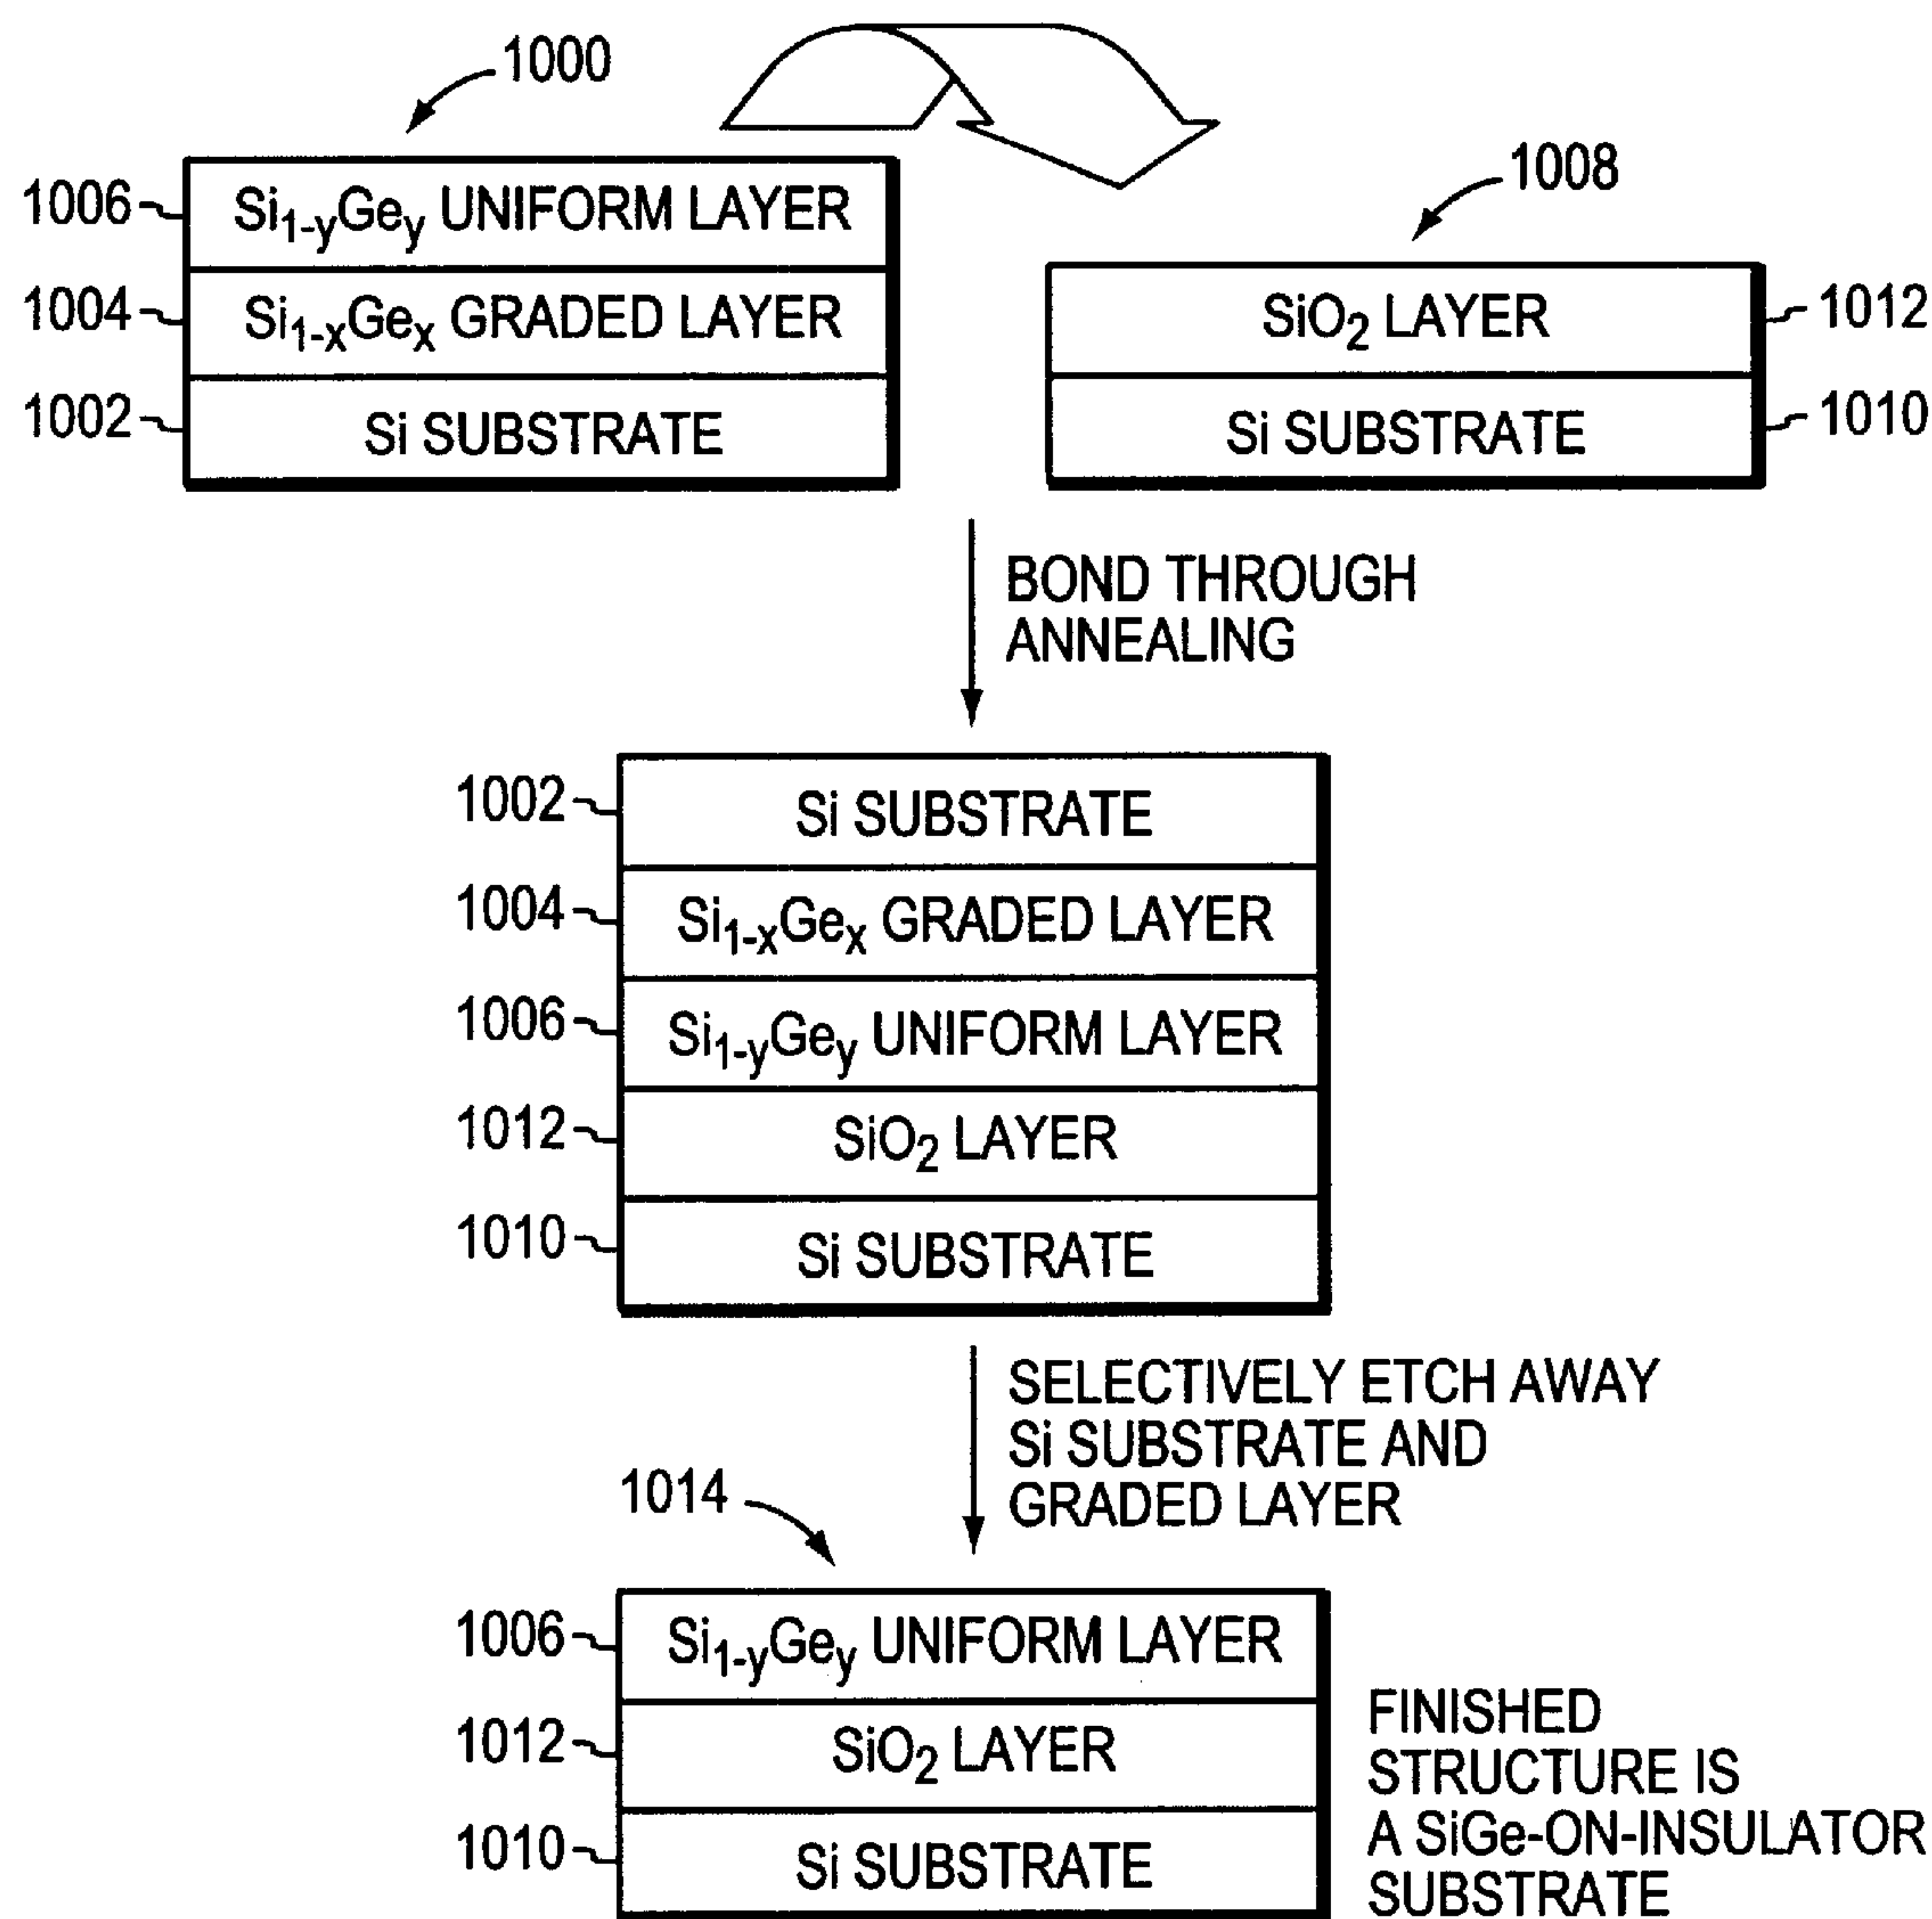 1000
1008
1006 Si₁₋yGey UNIFORM LAYER
1004 Si₁₋ₓGeₓ GRADED LAYER
SiO₂ LAYER 1012
1002 Si SUBSTRATE
Si SUBSTRATE 1010
BOND THROUGH
ANNEALING
1002 Si SUBSTRATE
1004 Si₁₋ₓGeₓ GRADED LAYER
1006 Si₁₋yGey UNIFORM LAYER
1012 SiO₂ LAYER
1010 Si SUBSTRATE
SELECTIVELY ETCH AWAY
Si SUBSTRATE AND
GRADED LAYER
1014
1006 Si₁₋yGey UNIFORM LAYER
1012 SiO₂ LAYER
1010 Si SUBSTRATE
FINISHED
STRUCTURE IS
A SiGe-ON-INSULATOR
SUBSTRATE